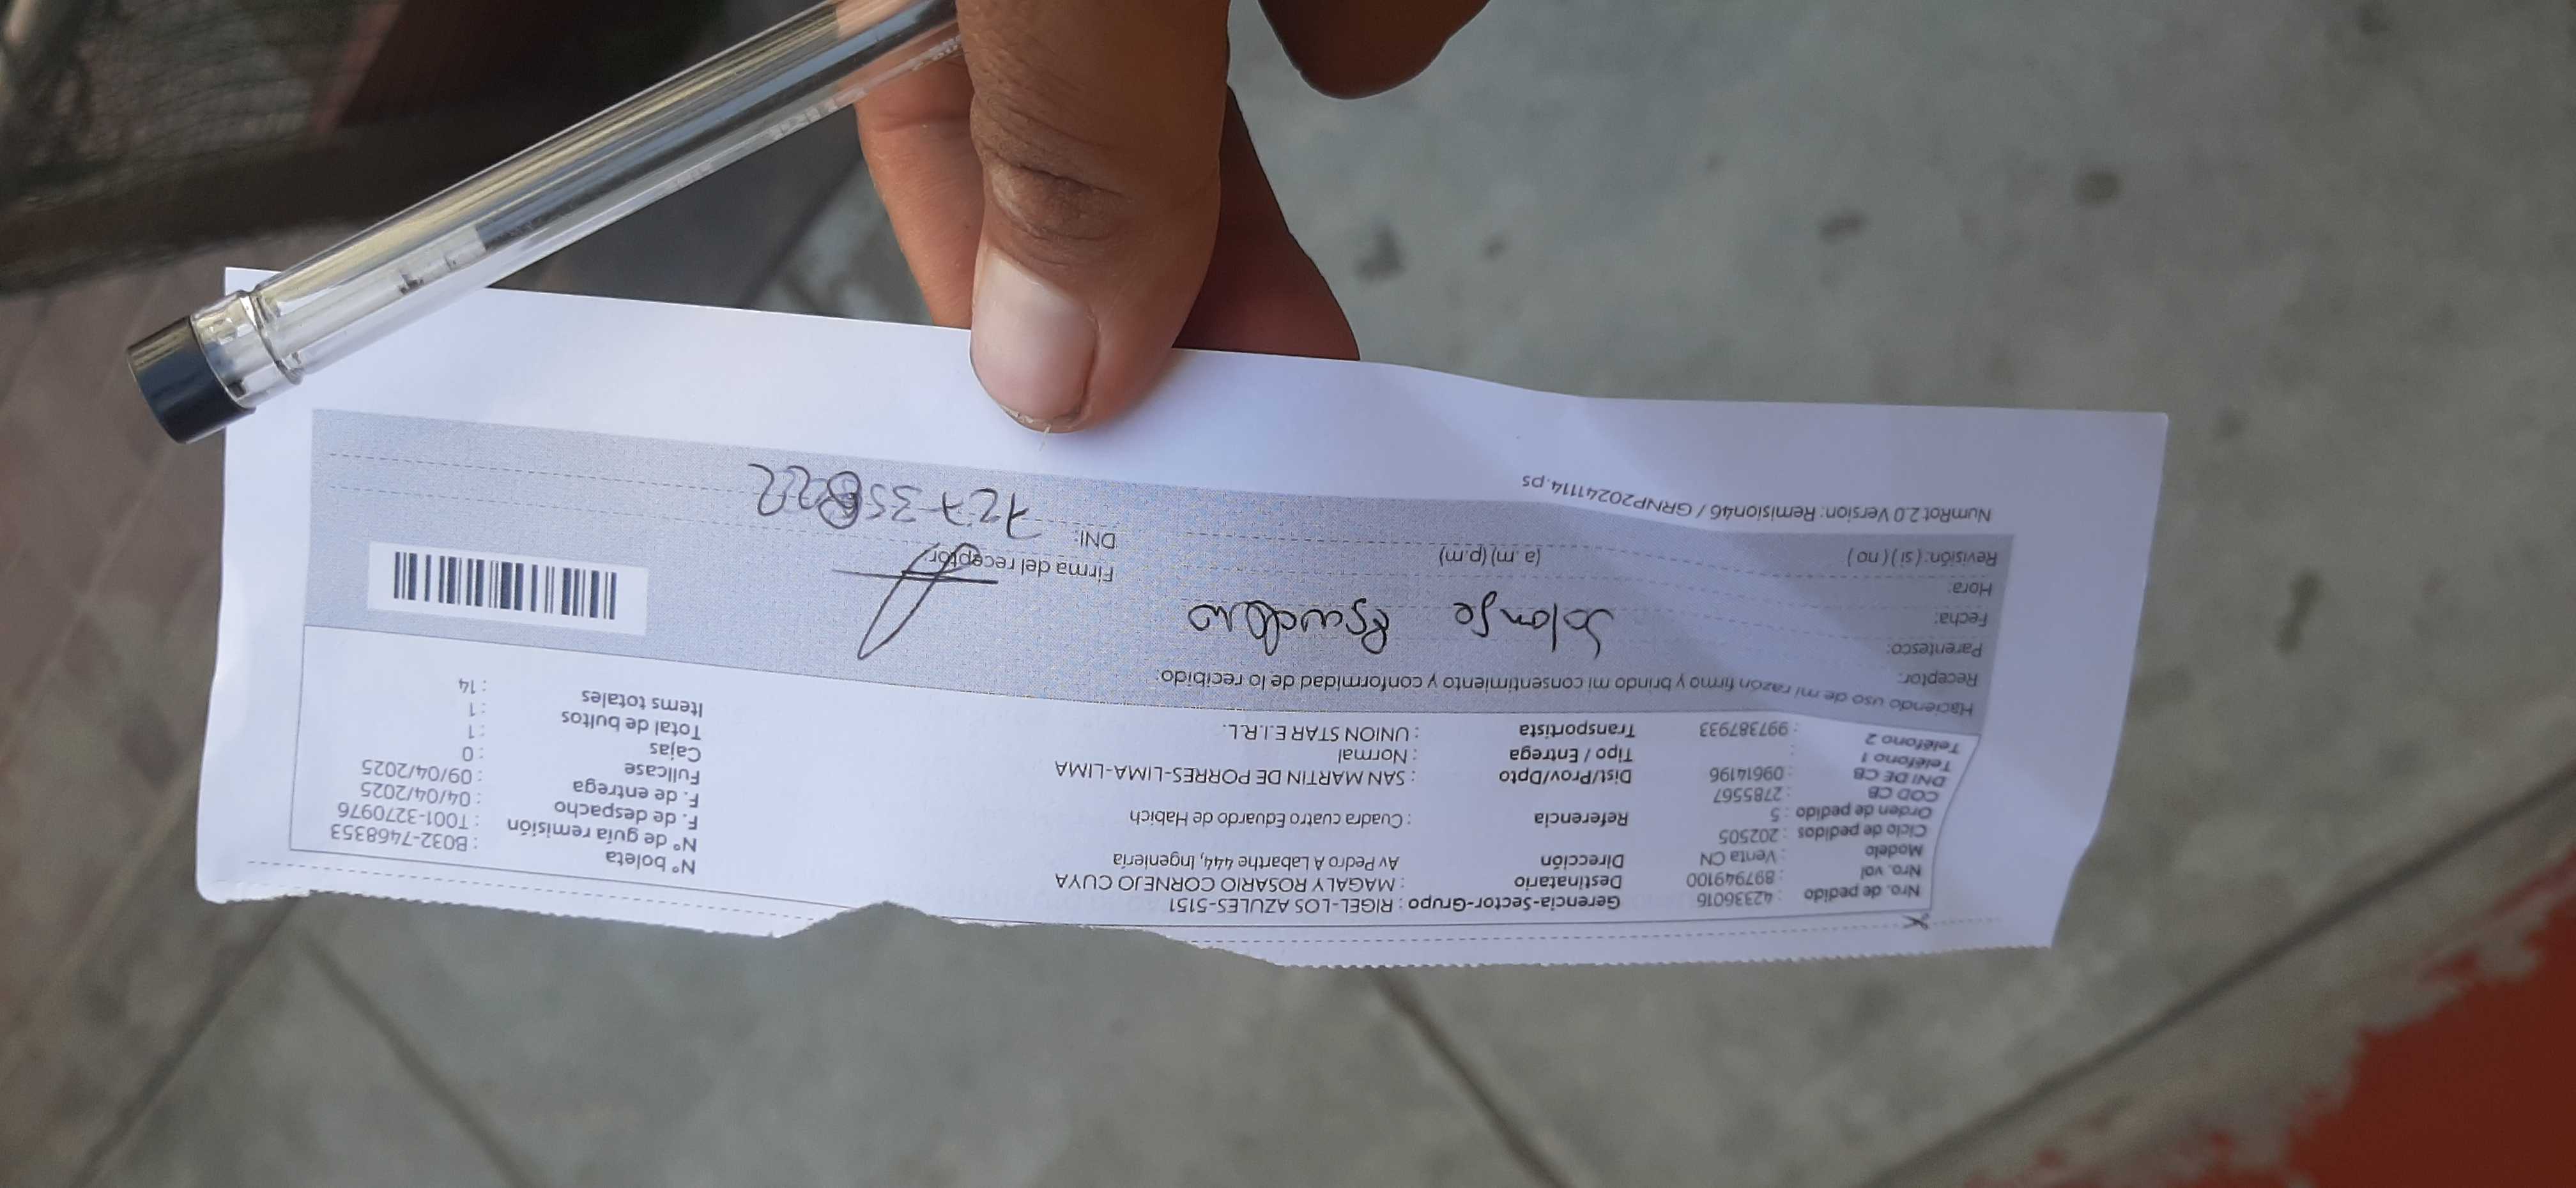 Nro. de pedido : 42336016 Gerencia-Sector-Grupo : RIGEL-LOS AZULES-5151 N° boleta : B032-7468353
Nro. vol : 897949100 Destinatario : MAGALY ROSARIO CORNEJO CUYA N° de guía remisión : T001-3270976
Modelo : Venta CN Dirección Av Pedro A Labarthe 444, Ingeniería F. de despacho : 04/04/2025
Ciclo de pedidos : 202505 F. de entrega : 09/04/2025
Orden de pedido : 5 Referencia : Cuadra cuatro Eduardo de Habich Fullcase : 0
COD CB : 2785567 Cajas : 1
DNI DE CB : 09614196 Dist/Prov/Dpto : SAN MARTIN DE PORRES-LIMA-LIMA Total de bultos : 1
Teléfono 1 : Tipo / Entrega : Normal Items totales : 14
Teléfono 2 : 997387933 Transportista : UNION STAR E.I.R.L.
Haciendo uso de mi razón firmo y brindo mi consentimiento y conformidad de lo recibido:
Receptor: Solange
Parentesco:
Fecha:
Hora: (a. m) (p.m) Firma del receptor:
Revisión: ( si ) ( no ) DNI:
NumRot 2.0 Version: Remision46 / GRNP20241114.ps